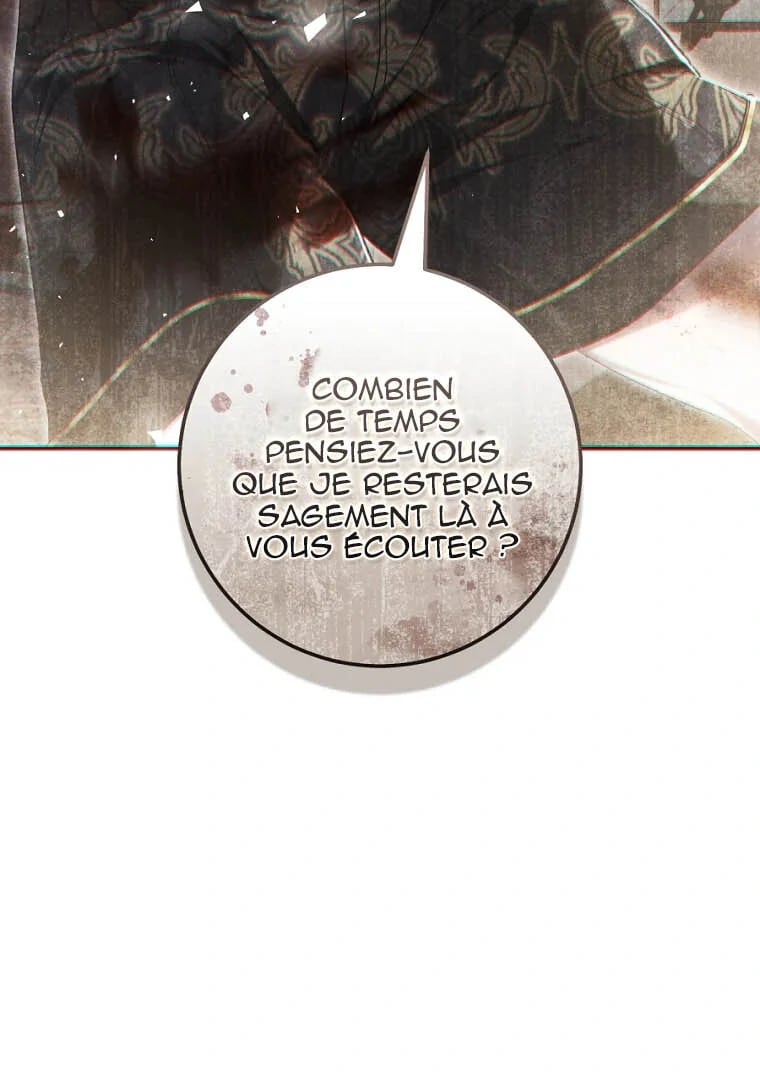 COMBIEN
DE TEMPS
PENSIEZ-VOUS
QUE JE RESTERAIS
SAGEMENT LÀ À
VOUS ÉCOUTER ?